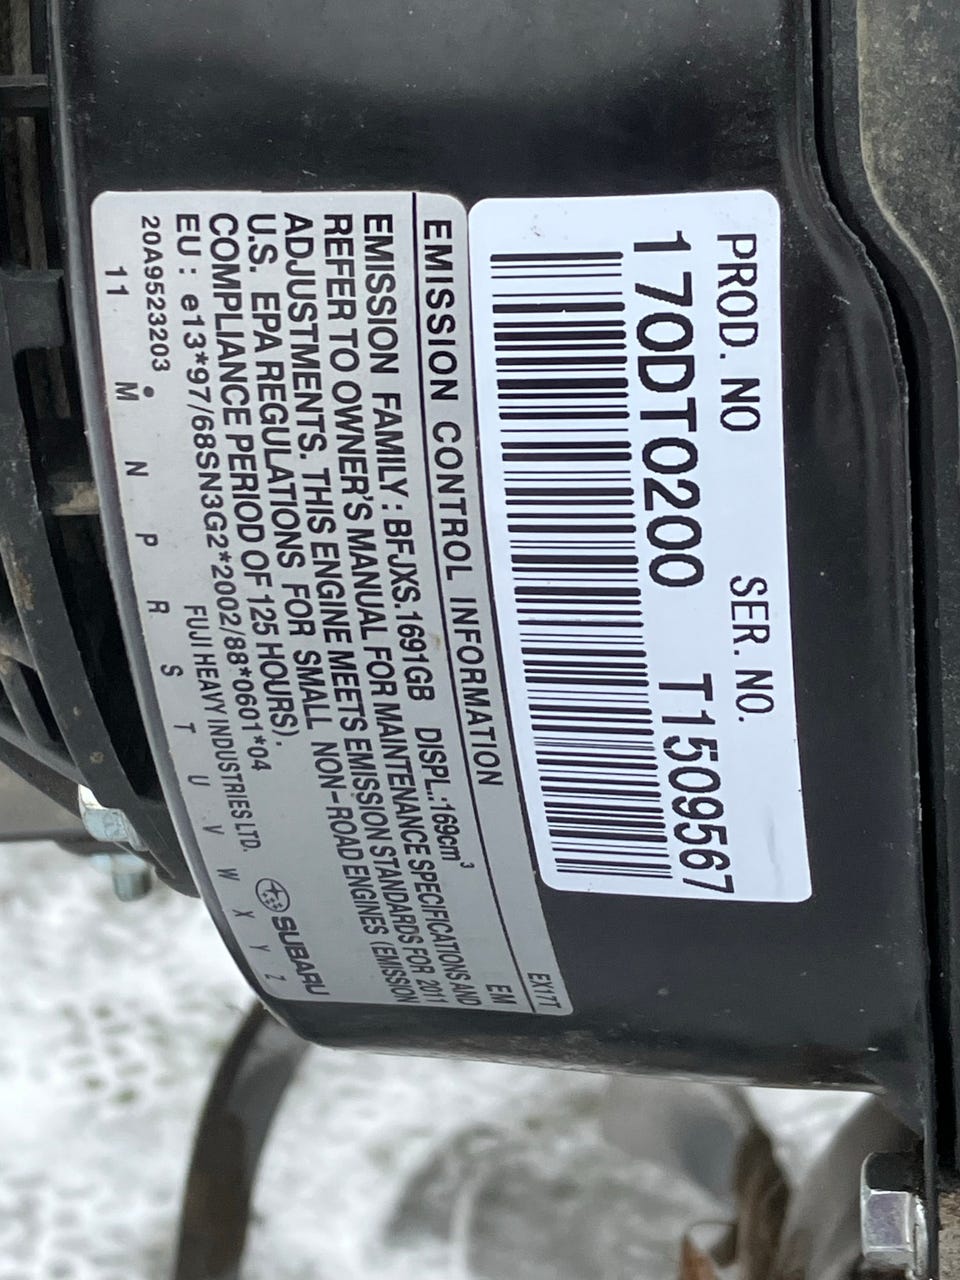 PROD. NO SER. NO.
170DT0200 T1509567
EMISSION CONTROL INFORMATION EX17T
EM
EMISSION FAMILY : BFJXS.1691GB DISPL.:169cm³
REFER TO OWNER'S MANUAL FOR MAINTENANCE SPECIFICATIONS AND
ADJUSTMENTS. THIS ENGINE MEETS EMISSION STANDARDS FOR 2011
U.S. EPA REGULATIONS FOR SMALL NON-ROAD ENGINES (EMISSION
COMPLIANCE PERIOD OF 125 HOURS).
EU : e13*97/68SN3G2*2002/88*0601*04
FUJI HEAVY INDUSTRIES LTD. SUBARU
20A9523203
11 M N P R S T U V W X Y Z